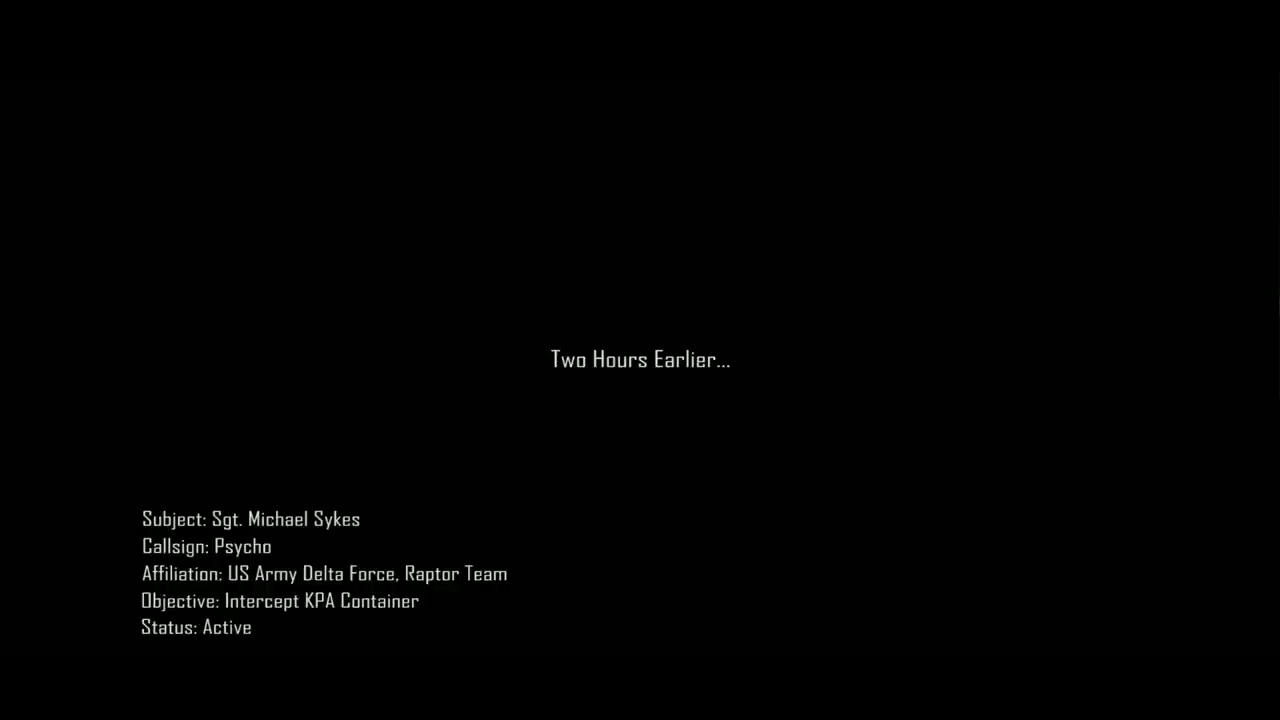 Two Hours Earlier...
Subject: Sgt. Michael Sykes
Callsign: Psycho
Affiliation: US Army Delta Force, Raptor Team
Objective: Intercept KPA Container
Status: Active